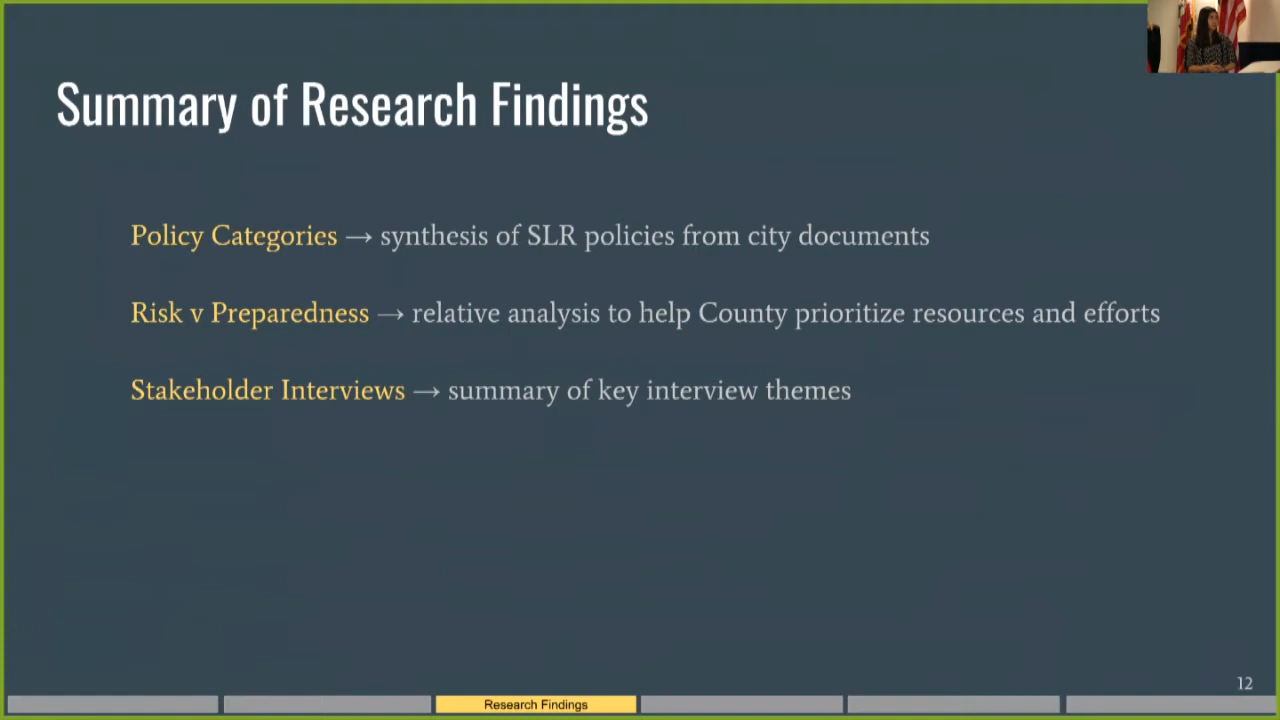 Summary of Research Findings
Policy Categories → synthesis of SLR policies from city documents
Risk v Preparedness → relative analysis to help County prioritize resources and efforts
Stakeholder Interviews → summary of key interview themes
12
Research Findings